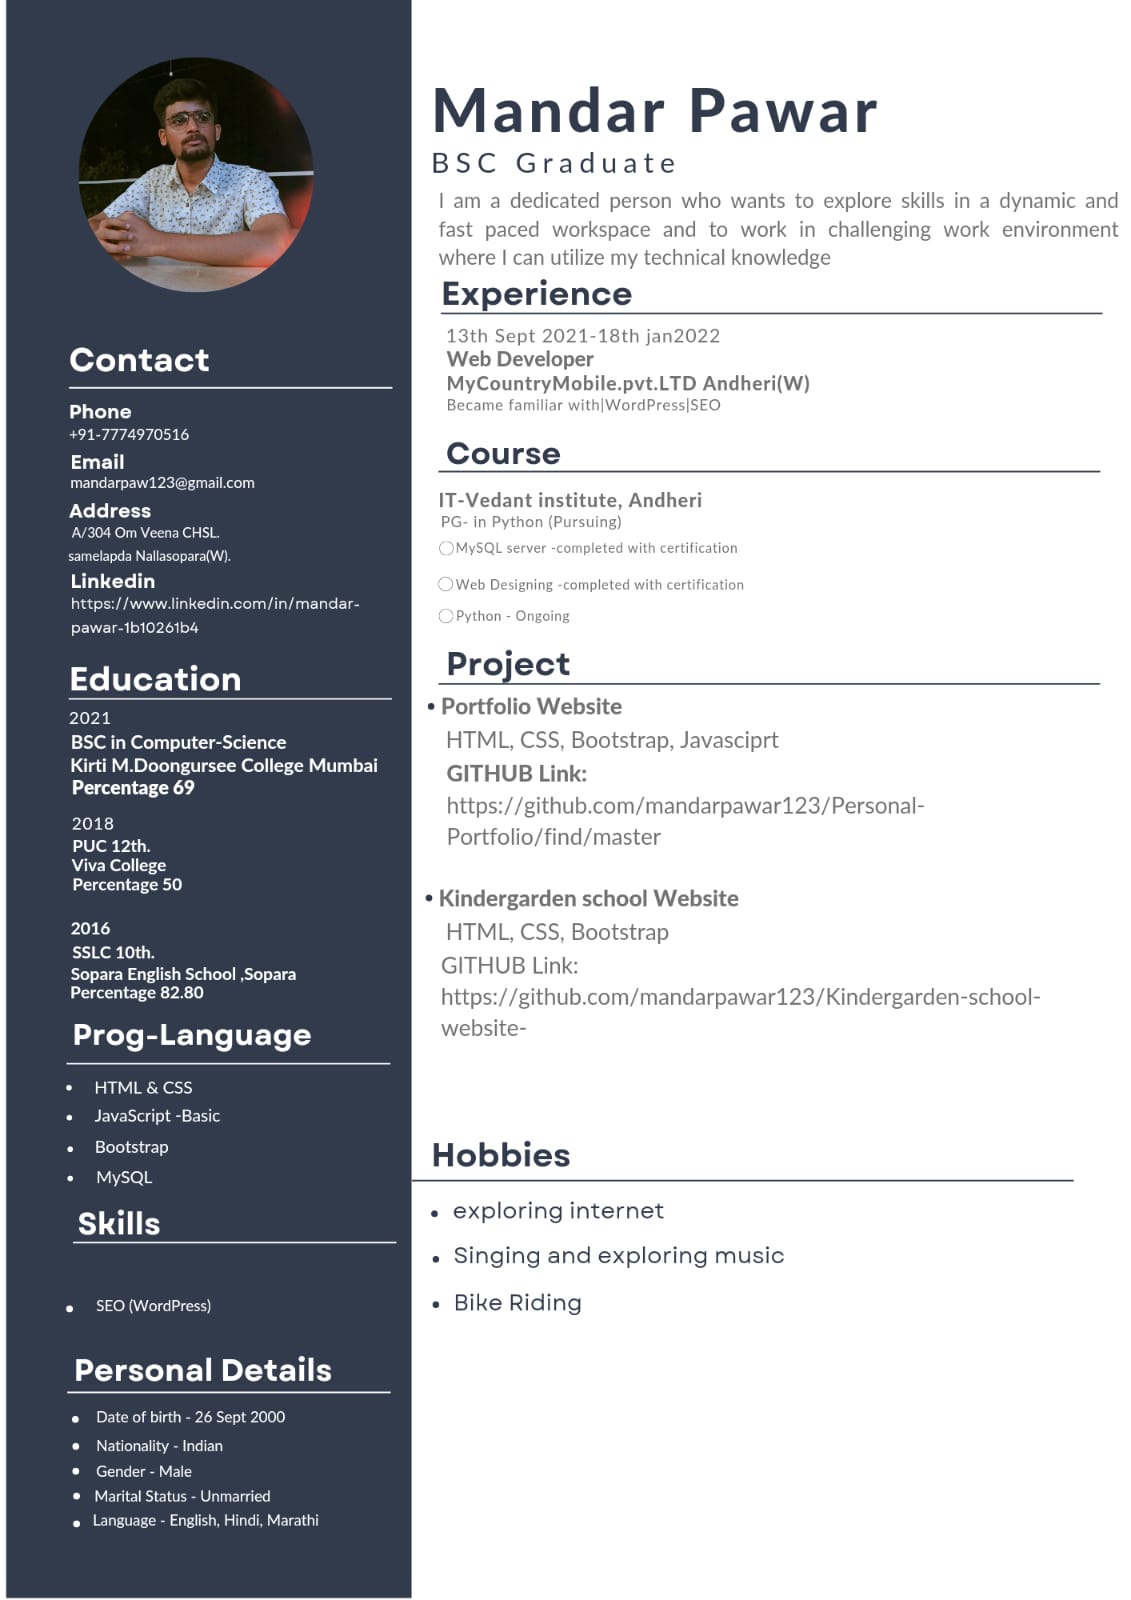 Mandar Pawar
BSC Graduate
I am a dedicated person who wants to explore skills in a dynamic and
fast paced workspace and to work in challenging work environment
where I can utilize my technical knowledge
Experience
13th Sept 2021-18th jan2022
Web Developer
MyCountryMobile.pvt.LTD Andheri(W)
Became familiar with|WordPress|SEO
Course
IT-Vedant institute, Andheri
PG- in Python (Pursuing)
MySQL server -completed with certification
Web Designing -completed with certification
Python - Ongoing
Project
• Portfolio Website
HTML, CSS, Bootstrap, Javasciprt
GITHUB Link:
https://github.com/mandarpawar123/Personal-
Portfolio/find/master
• Kindergarden school Website
HTML, CSS, Bootstrap
GITHUB Link:
https://github.com/mandarpawar123/Kindergarden-school-
website-
Hobbies
• exploring internet
• Singing and exploring music
• Bike Riding
Contact
Phone
+91-7774970516
Email
mandarpaw123@gmail.com
Address
A/304 Om Veena CHSL.
samelapda Nallasopara(W).
Linkedin
https://www.linkedin.com/in/mandar-
pawar-1b10261b4
Education
2021
BSC in Computer-Science
Kirti M.Doongursee College Mumbai
Percentage 69
2018
PUC 12th.
Viva College
Percentage 50
2016
SSLC 10th.
Sopara English School ,Sopara
Percentage 82.80
Prog-Language
• HTML & CSS
• JavaScript -Basic
• Bootstrap
• MySQL
Skills
• SEO (WordPress)
Personal Details
• Date of birth - 26 Sept 2000
• Nationality - Indian
• Gender - Male
• Marital Status - Unmarried
• Language - English, Hindi, Marathi